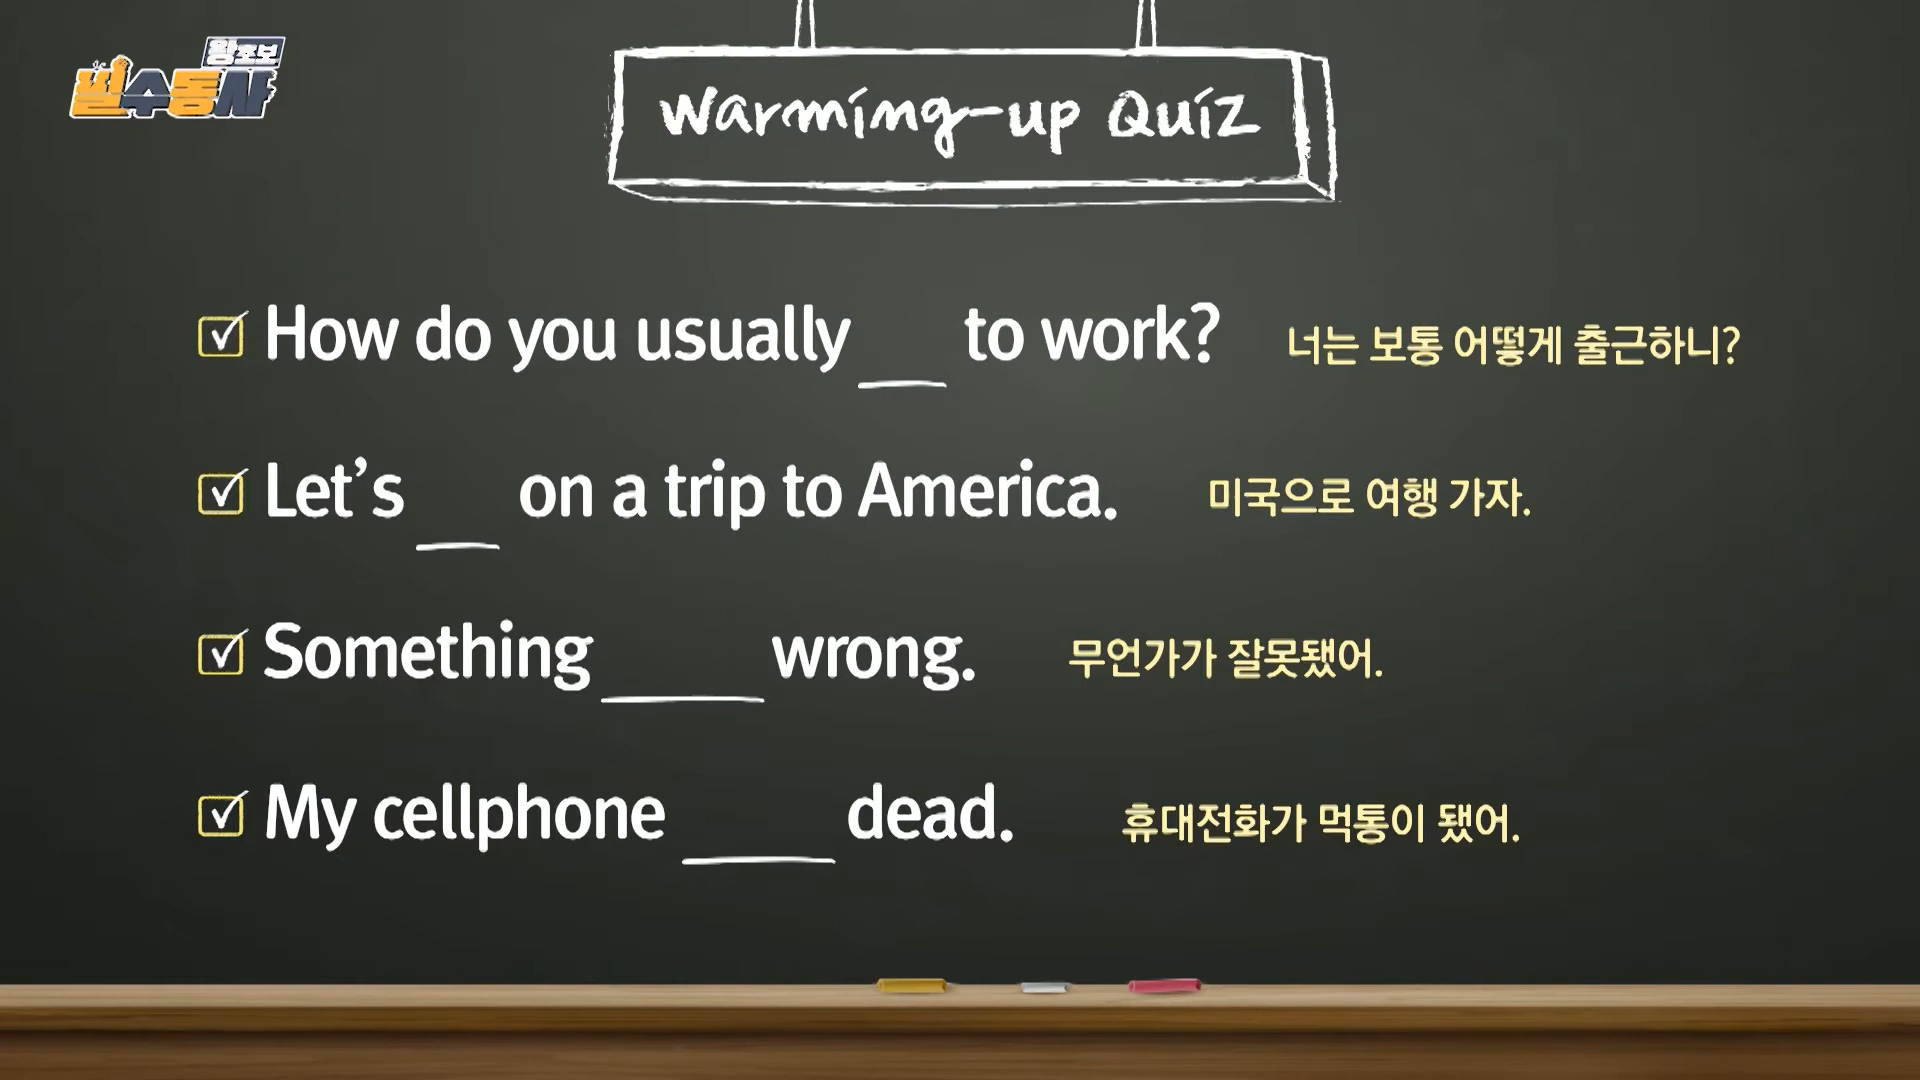 왕초보
필수동사
Warming-up Quiz
How do you usually __ to work? 너는 보통 어떻게 출근하니?
Let's __ on a trip to America. 미국으로 여행 가자.
Something ____ wrong. 무언가가 잘못됐어.
My cellphone ____ dead. 휴대전화가 먹통이 됐어.